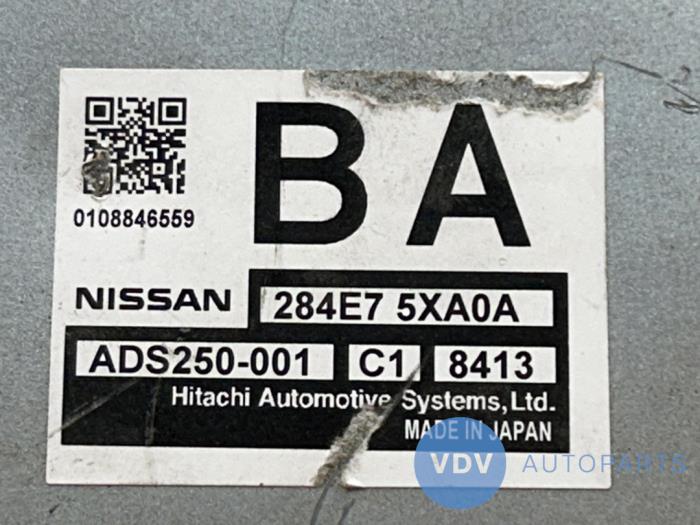 BA
0108846559
NISSAN 284E7 5XA0A
ADS250-001 C1 8413
Hitachi Automotive Systems, Ltd.
MADE IN JAPAN
VDV AUTOPARTS